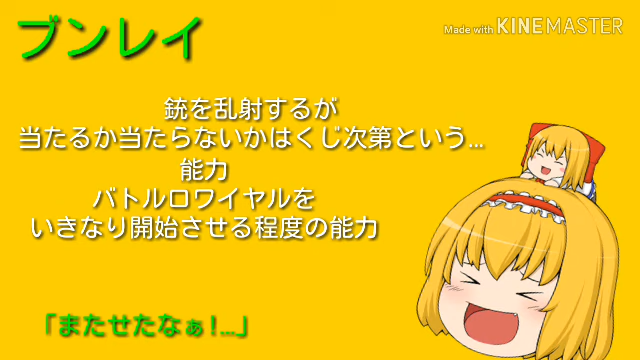 ブンレイ
Made with KINEMASTER
銃を乱射するが
当たるか当たらないかはくじ次第という...
能力
バトルロワイヤルを
いきなり開始させる程度の能力
「またせたなぁ!...」